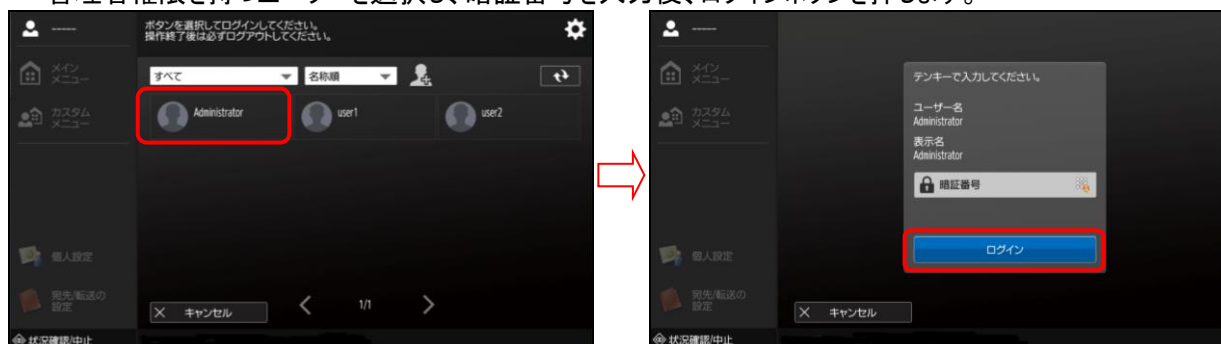 管理者権限を持つユーザーを選択し、暗証番号を入力後、ログインボタンを押します。
-----
ボタンを選択してログインしてください。
操作終了後は必ずログアウトしてください。
メイン
メニュー
カスタム
メニュー
すべて
名称順
Administrator
user1
user2
個人設定
宛先/転送の
設定
キャンセル
1/1
状況確認/中止
-----
メイン
メニュー
カスタム
メニュー
テンキーで入力してください。
ユーザー名
Administrator
表示名
Administrator
暗証番号
ログイン
個人設定
宛先/転送の
設定
キャンセル
状況確認/中止